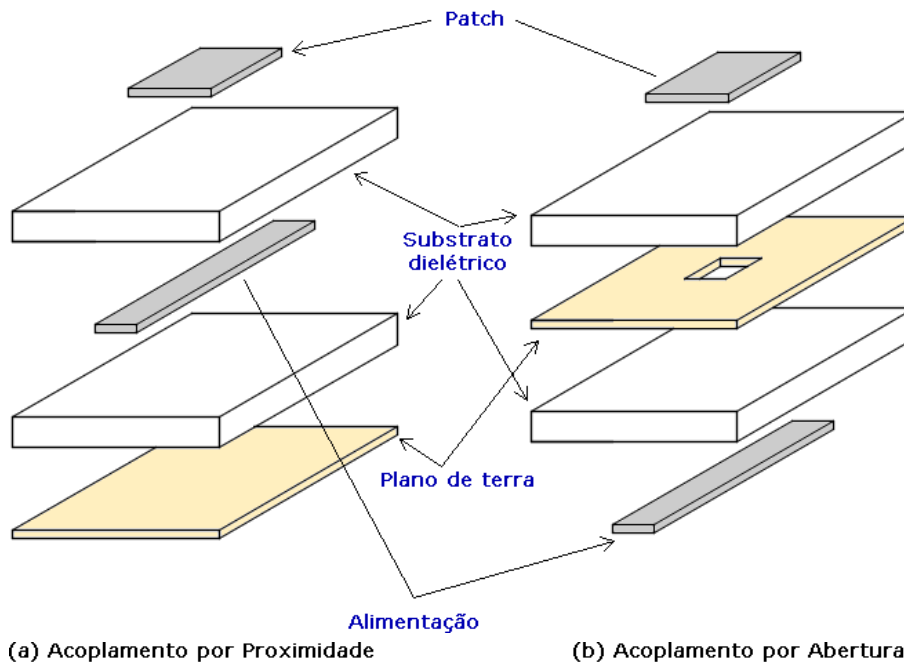 Patch
Substrato
dielétrico
Plano de terra
Alimentação
(a) Acoplamento por Proximidade
(b) Acoplamento por Abertura